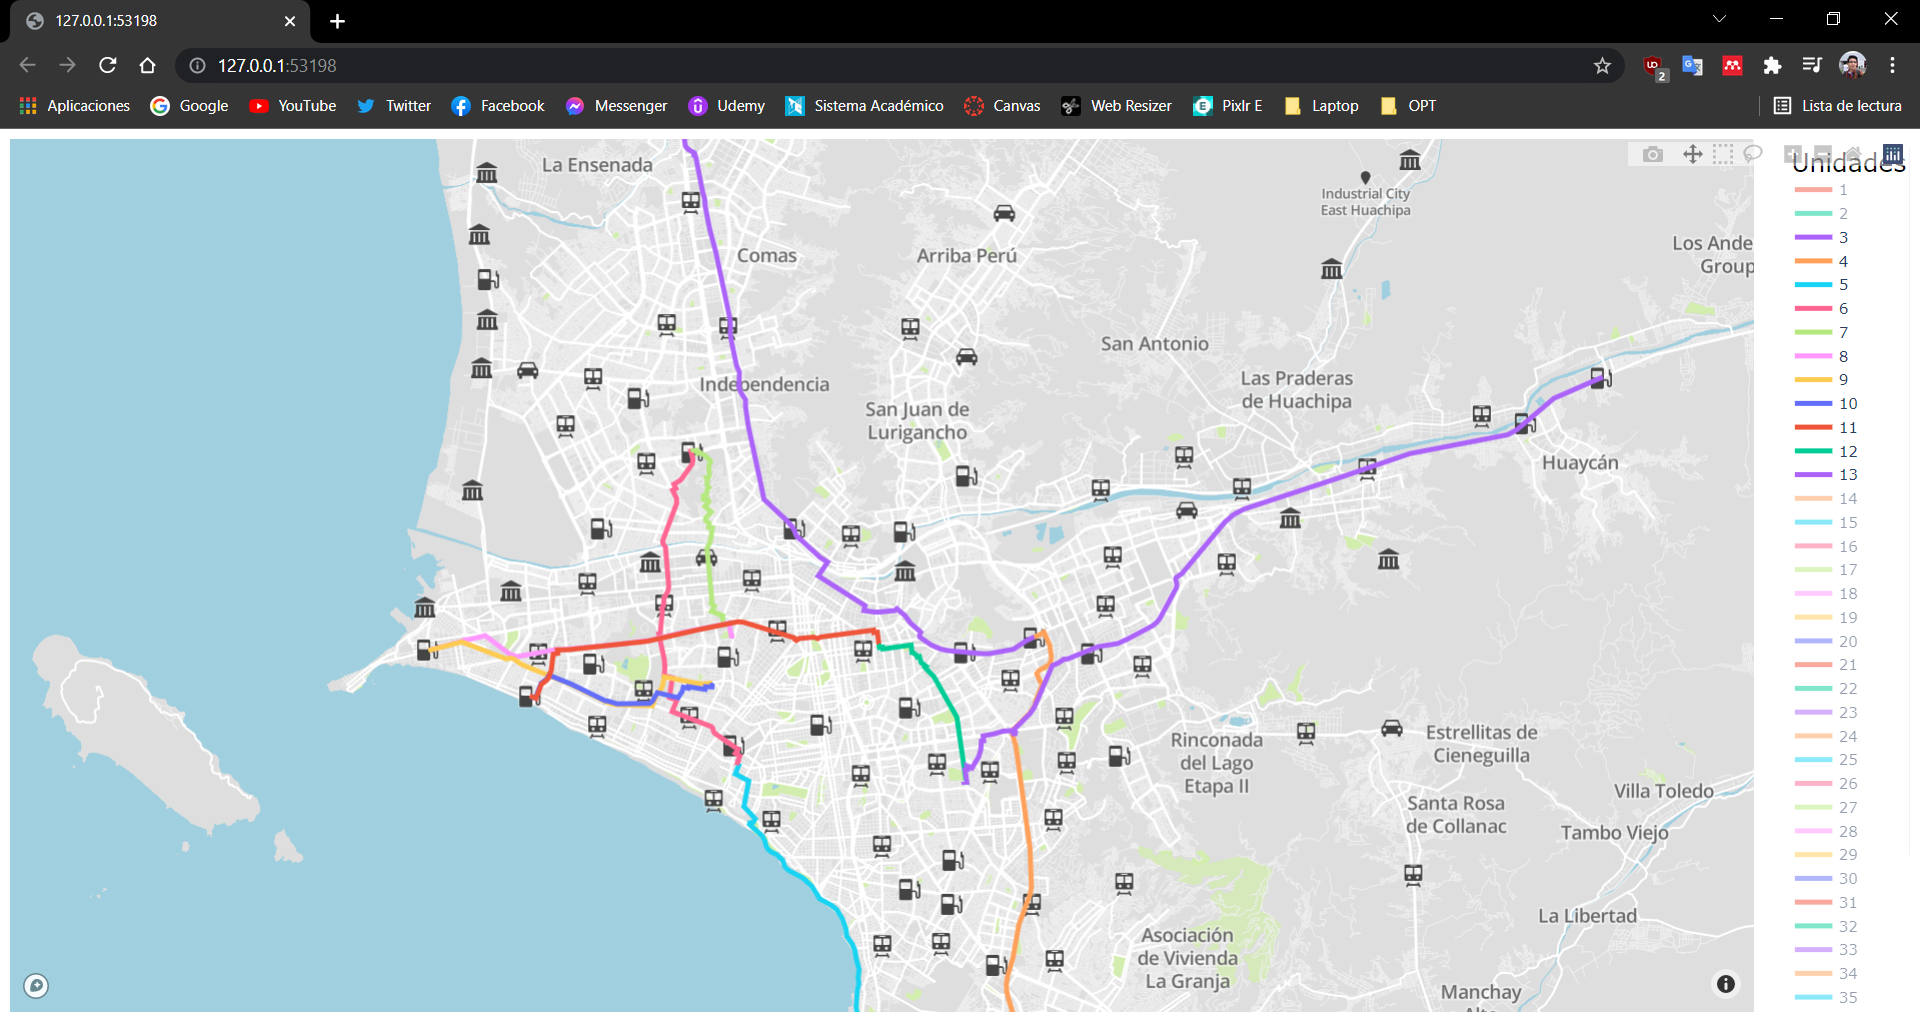 127.0.0.1:53198
127.0.0.1:53198
2
Aplicaciones
Google
YouTube
Twitter
Facebook
Messenger
Udemy
Sistema Académico
Canvas
Web Resizer
Pixlr E
Laptop
OPT
Lista de lectura
La Ensenada
Comas
Arriba Perú
Industrial City
East Huachipa
Los Ande
Group
Independencia
San Juan de
Lurigancho
San Antonio
Las Praderas
de Huachipa
Huaycán
Rinconada
del Lago
Etapa II
Estrellitas de
Cieneguilla
Santa Rosa
de Collanac
Villa Toledo
Tambo Viejo
La Libertad
Asociación
de Vivienda
La Granja
Manchay
Unidades
1
2
3
4
5
6
7
8
9
10
11
12
13
14
15
16
17
18
19
20
21
22
23
24
25
26
27
28
29
30
31
32
33
34
35